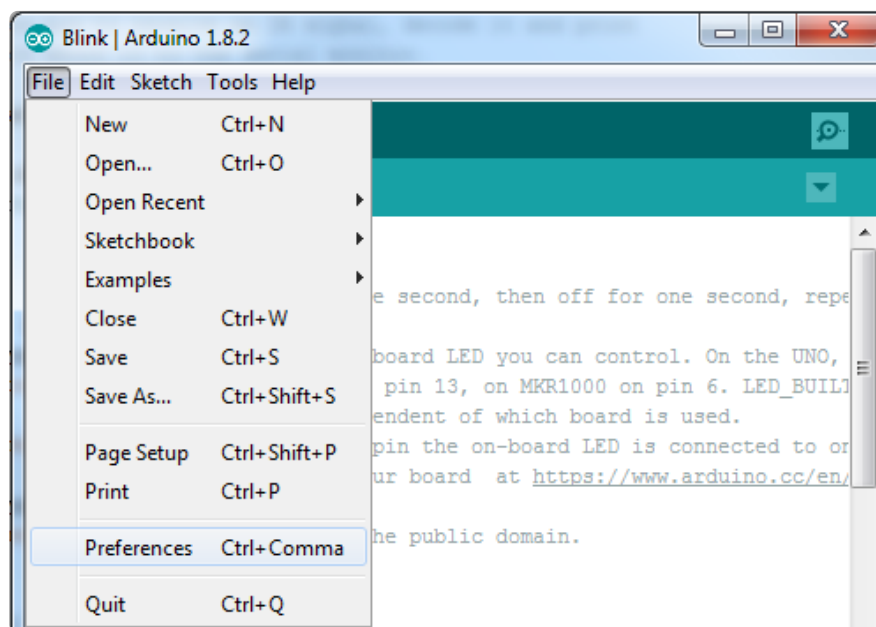 Blink | Arduino 1.8.2
File Edit Sketch Tools Help
New Ctrl+N
Open... Ctrl+O
Open Recent
Sketchbook
Examples
Close Ctrl+W
Save Ctrl+S
Save As... Ctrl+Shift+S
Page Setup Ctrl+Shift+P
Print Ctrl+P
Preferences Ctrl+Comma
Quit Ctrl+Q
e second, then off for one second, repe
board LED you can control. On the UNO,
pin 13, on MKR1000 on pin 6. LED_BUILT
endent of which board is used.
pin the on-board LED is connected to on
ur board at https://www.arduino.cc/en/
he public domain.